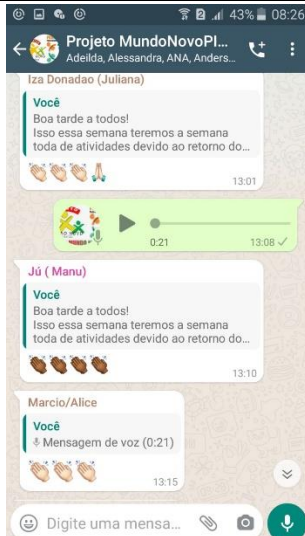 43% 08:26
Projeto MundoNovoPl...
Adeilda, Alessandra, ANA, Anders...
Iza Donadao (Juliana)
Você
Boa tarde a todos!
Isso essa semana teremos a semana
toda de atividades devido ao retorno do...
13:01
0:21 13:08
Jú ( Manu)
Você
Boa tarde a todos!
Isso essa semana teremos a semana
toda de atividades devido ao retorno do...
13:10
Marcio/Alice
Você
Mensagem de voz (0:21)
13:15
Digite uma mensa...